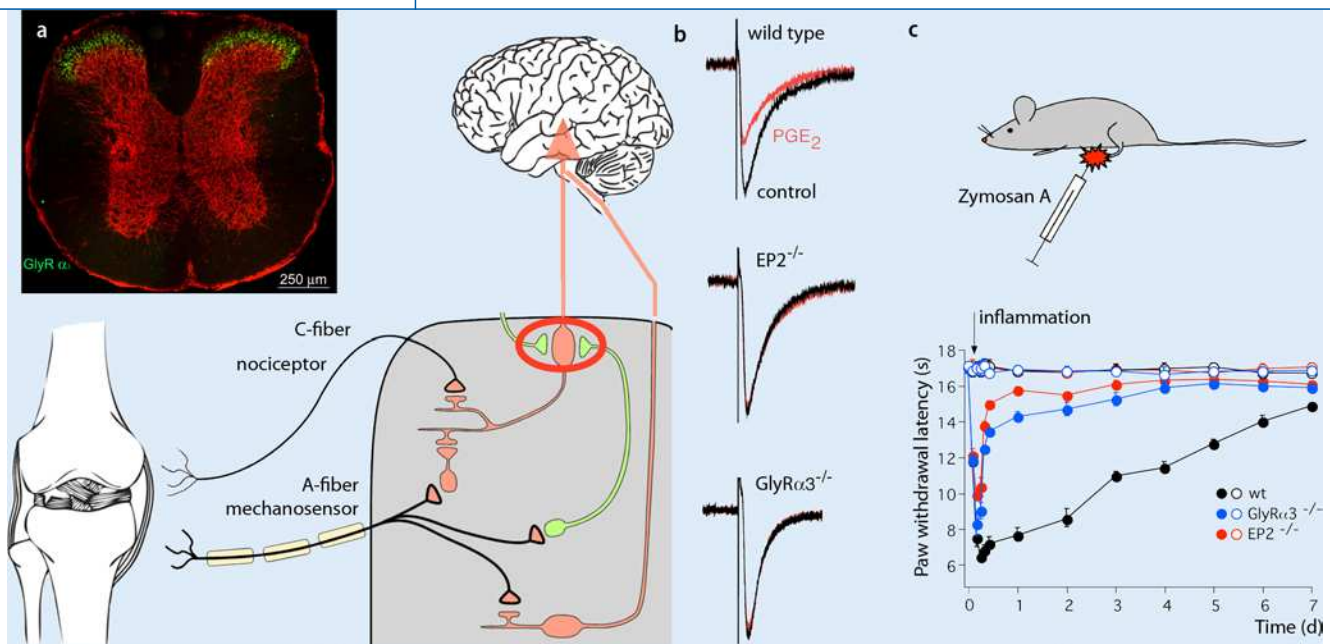 a
GlyR α
250 µm
C-fiber
nociceptor
A-fiber
mechanosensor
b
wild type
PGE2
control
EP2-/-
GlyRα3-/-
c
Zymosan A
inflammation
Paw withdrawal latency (s)
18
16
14
12
10
8
6
wt
GlyRα3 -/-
EP2 -/-
0 1 2 3 4 5 6 7
Time (d)